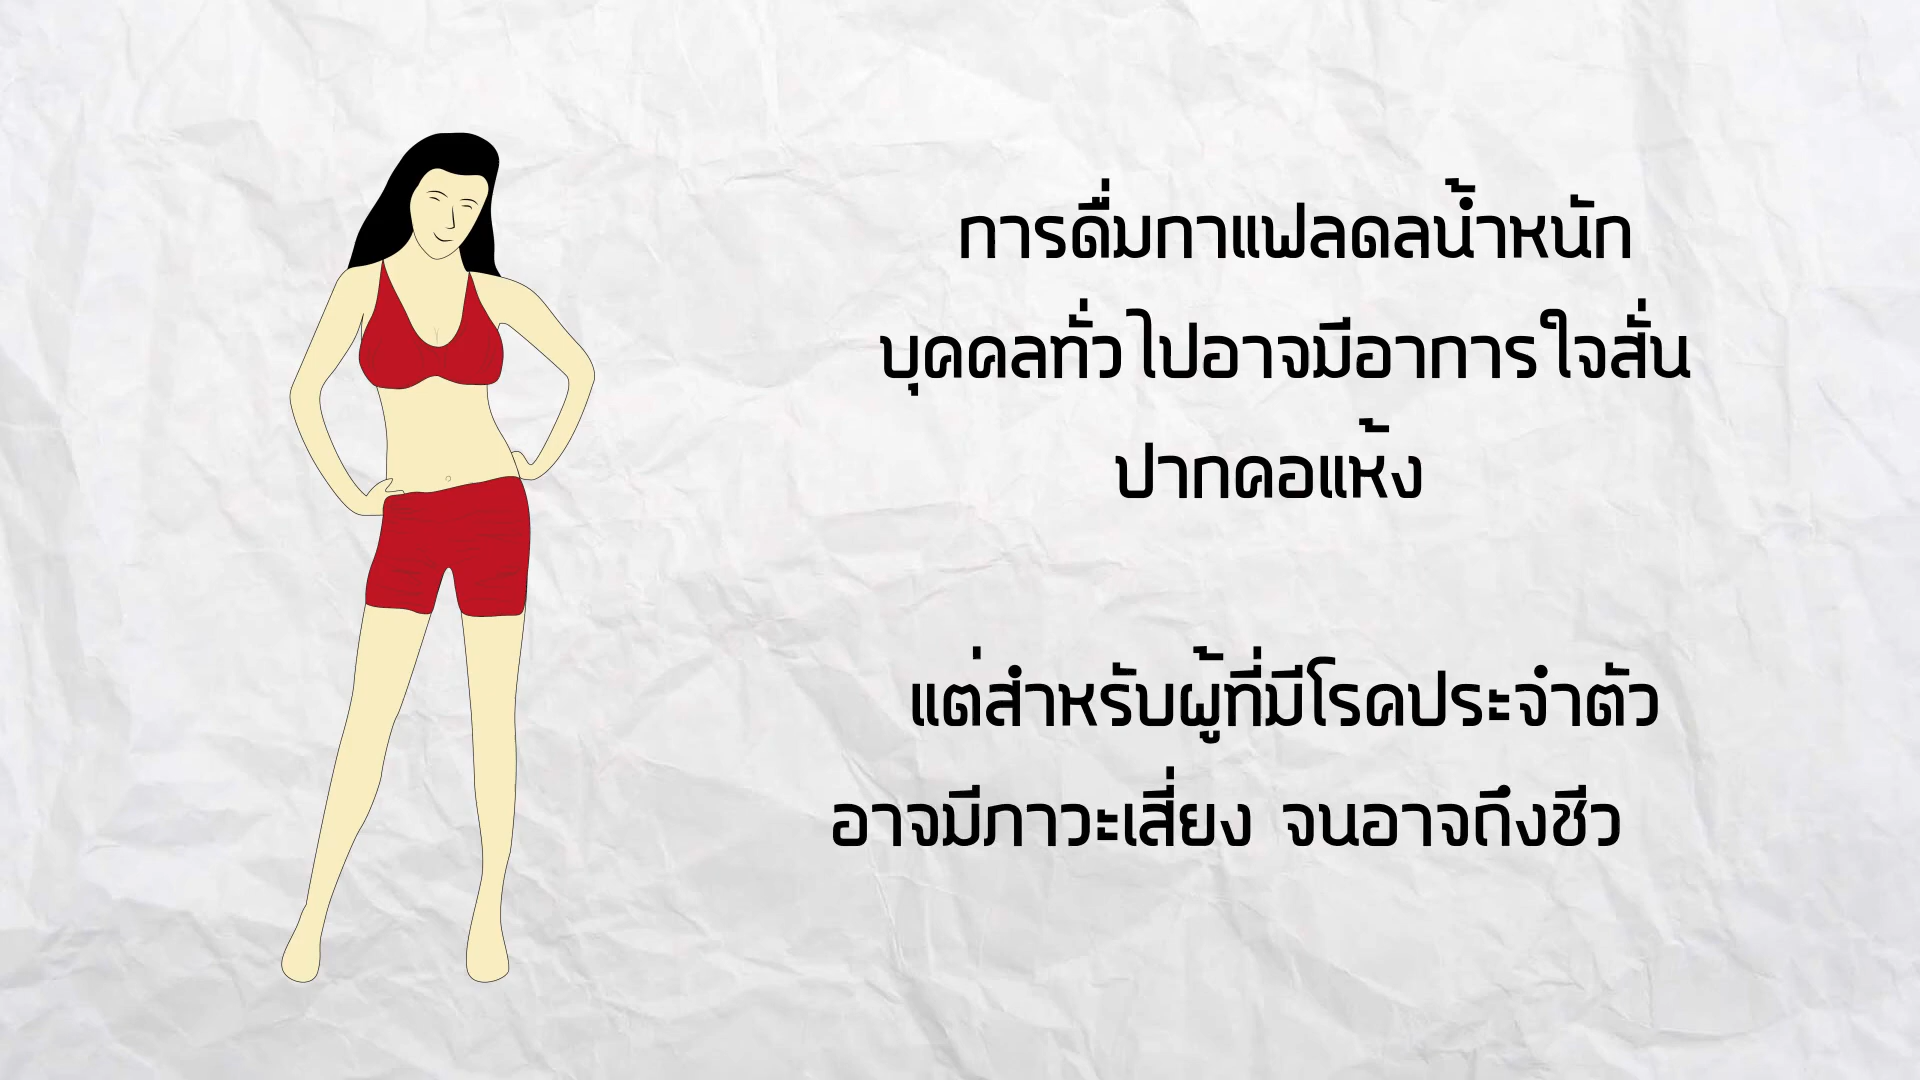 การดื่มกาแฟลดลน้ำหนัก
บุคคลทั่วไปอาจมีอาการใจสั่น
ปากคอแห้ง
แต่สำหรับผู้ที่มีโรคประจำตัว
อาจมีภาวะเสี่ยง จนอาจถึงชีว